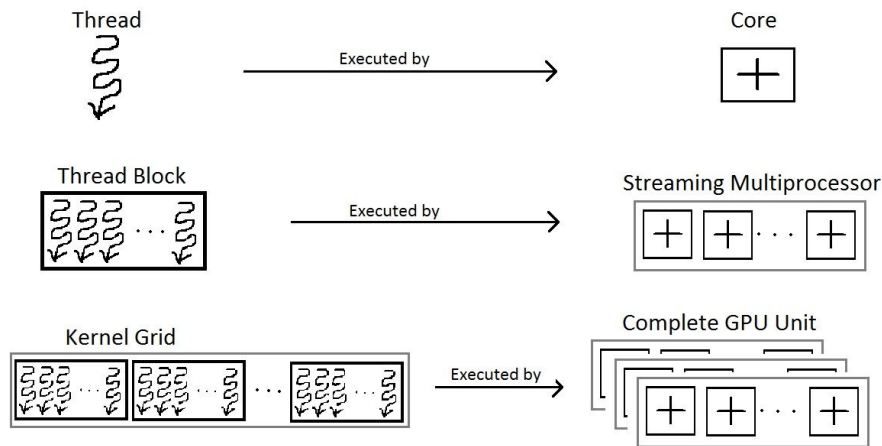 Thread
Core
Executed by
Thread Block
Streaming Multiprocessor
Executed by
Kernel Grid
Complete GPU Unit
Executed by